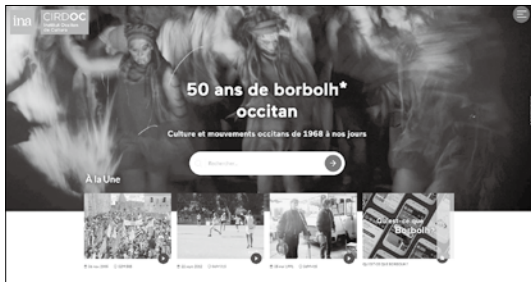 ina
CIRDOC
Institut Occitan
de Cultura
50 ans de borbolh*
occitan
Culture et mouvements occitans de 1968 à nos jours
Rechercher...
À la Une
Qu'est-ce que
Borbolh